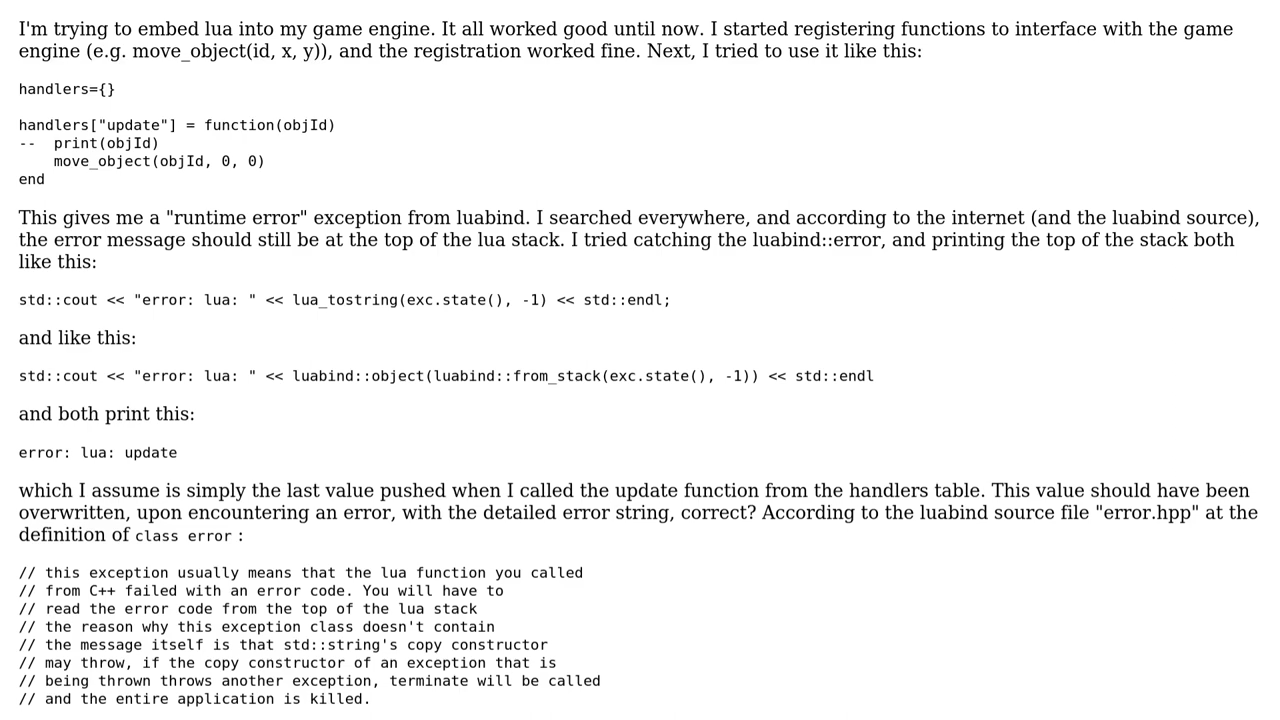 I'm trying to embed lua into my game engine. It all worked good until now. I started registering functions to interface with the game
engine (e.g. move_object(id, x, y)), and the registration worked fine. Next, I tried to use it like this:
handlers={}
handlers["update"] = function(objId)
--  print(objId)
    move_object(objId, 0, 0)
end
This gives me a "runtime error" exception from luabind. I searched everywhere, and according to the internet (and the luabind source),
the error message should still be at the top of the lua stack. I tried catching the luabind::error, and printing the top of the stack both
like this:
std::cout << "error: lua: " << lua_tostring(exc.state(), -1) << std::endl;
and like this:
std::cout << "error: lua: " << luabind::object(luabind::from_stack(exc.state(), -1)) << std::endl
and both print this:
error: lua: update
which I assume is simply the last value pushed when I called the update function from the handlers table. This value should have been
overwritten, upon encountering an error, with the detailed error string, correct? According to the luabind source file "error.hpp" at the
definition of class error :
// this exception usually means that the lua function you called
// from C++ failed with an error code. You will have to
// read the error code from the top of the lua stack
// the reason why this exception class doesn't contain
// the message itself is that std::string's copy constructor
// may throw, if the copy constructor of an exception that is
// being thrown throws another exception, terminate will be called
// and the entire application is killed.